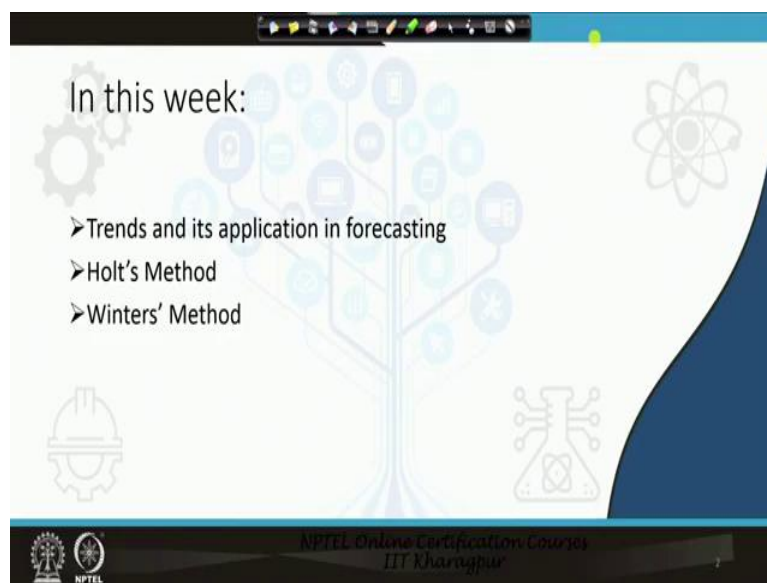 In this week:
➤Trends and its application in forecasting
➤Holt's Method
➤Winters' Method
NPTEL Online Certification Courses
IIT Kharagpur
NPTEL
2